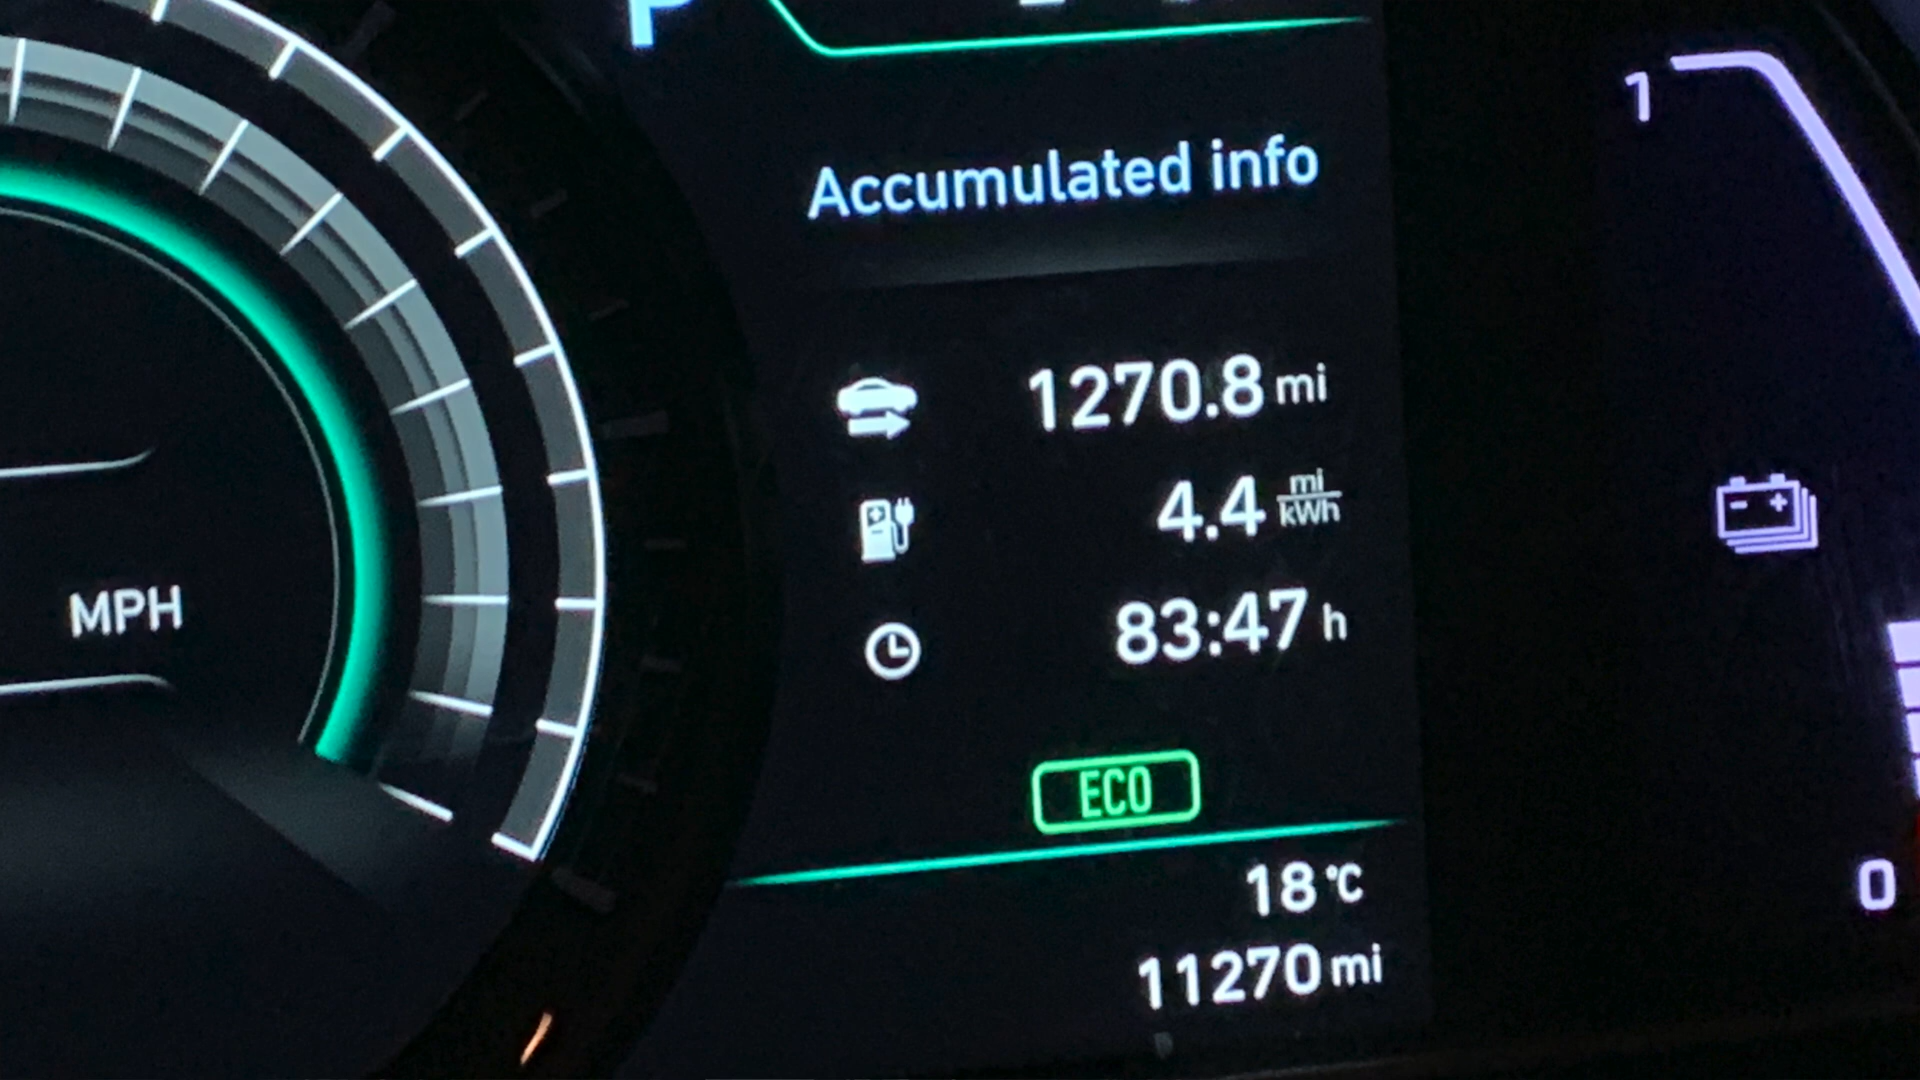 P
Accumulated info
1
1270.8 mi
4.4 mi/kWh
MPH
83:47 h
ECO
18 °C
0
11270 mi